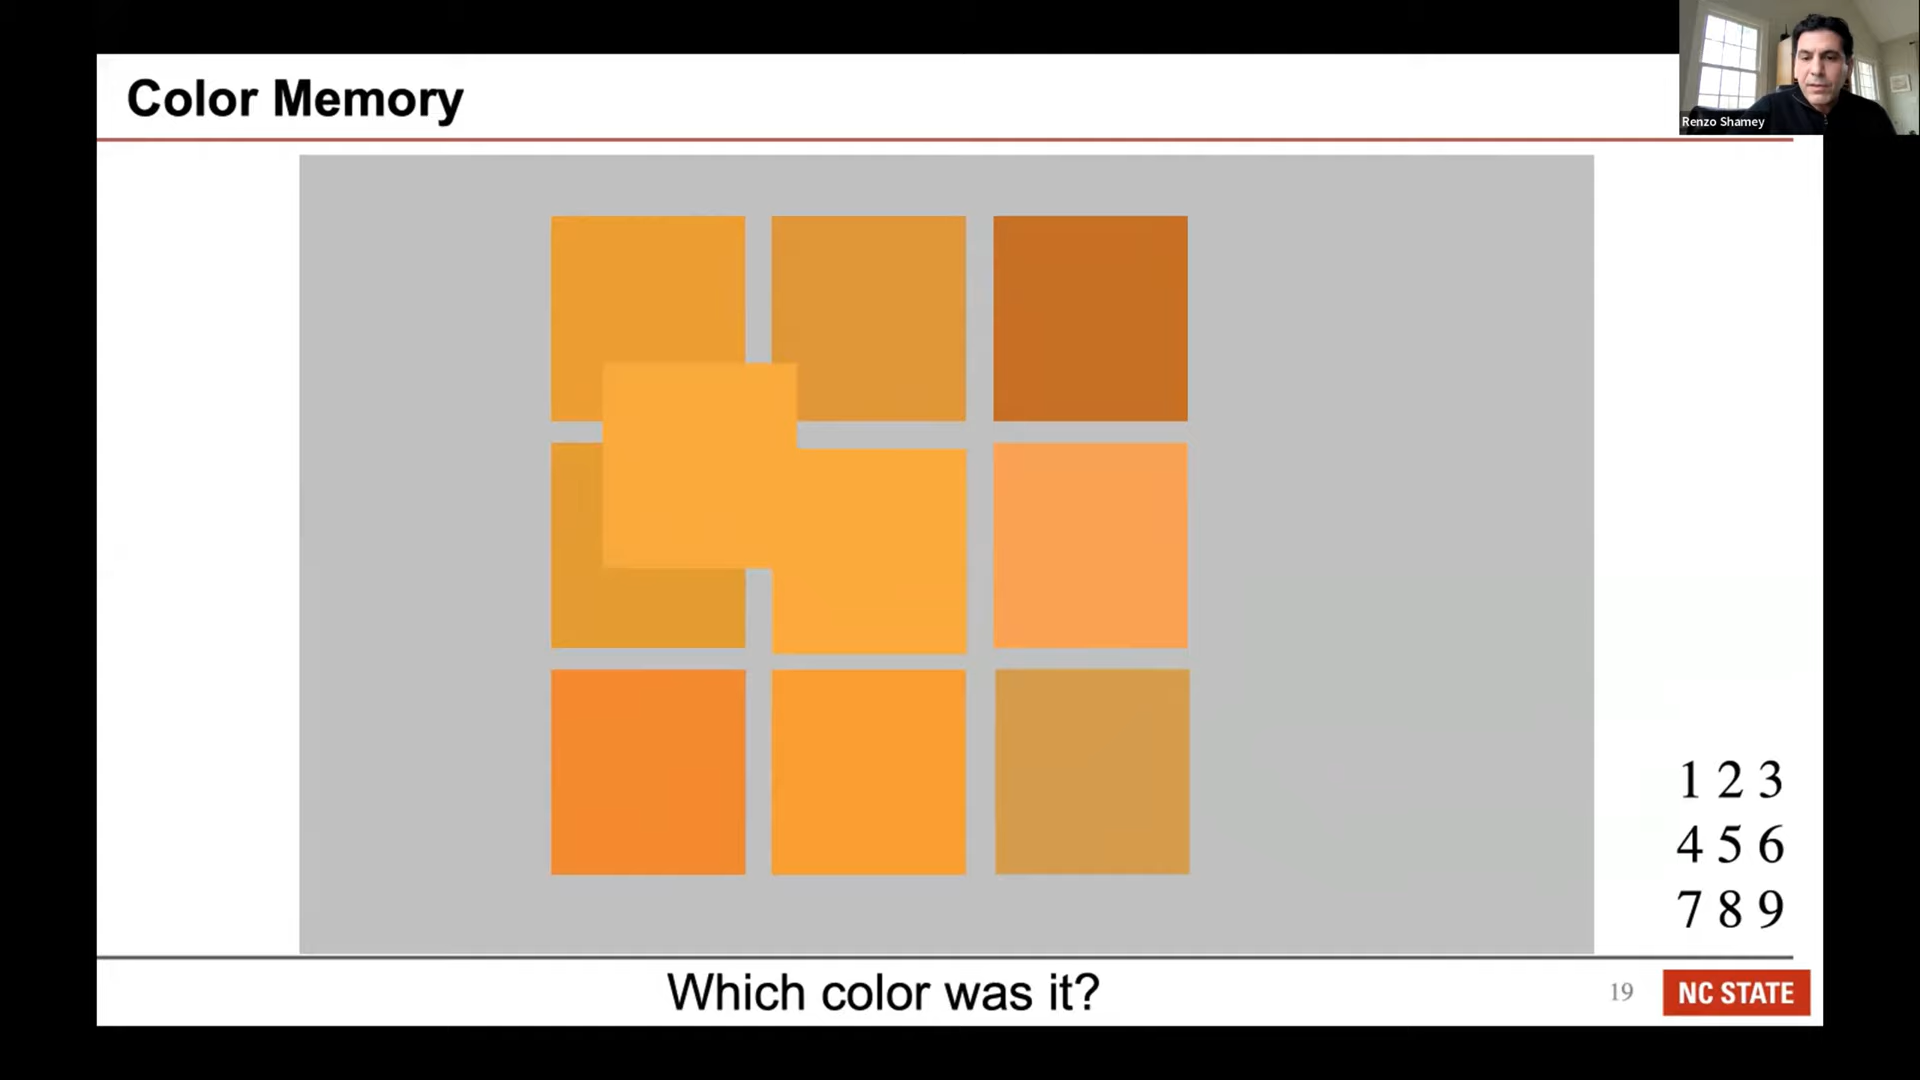 Color Memory
Renzo Shamey
1 2 3
4 5 6
7 8 9
Which color was it?
19
NC STATE